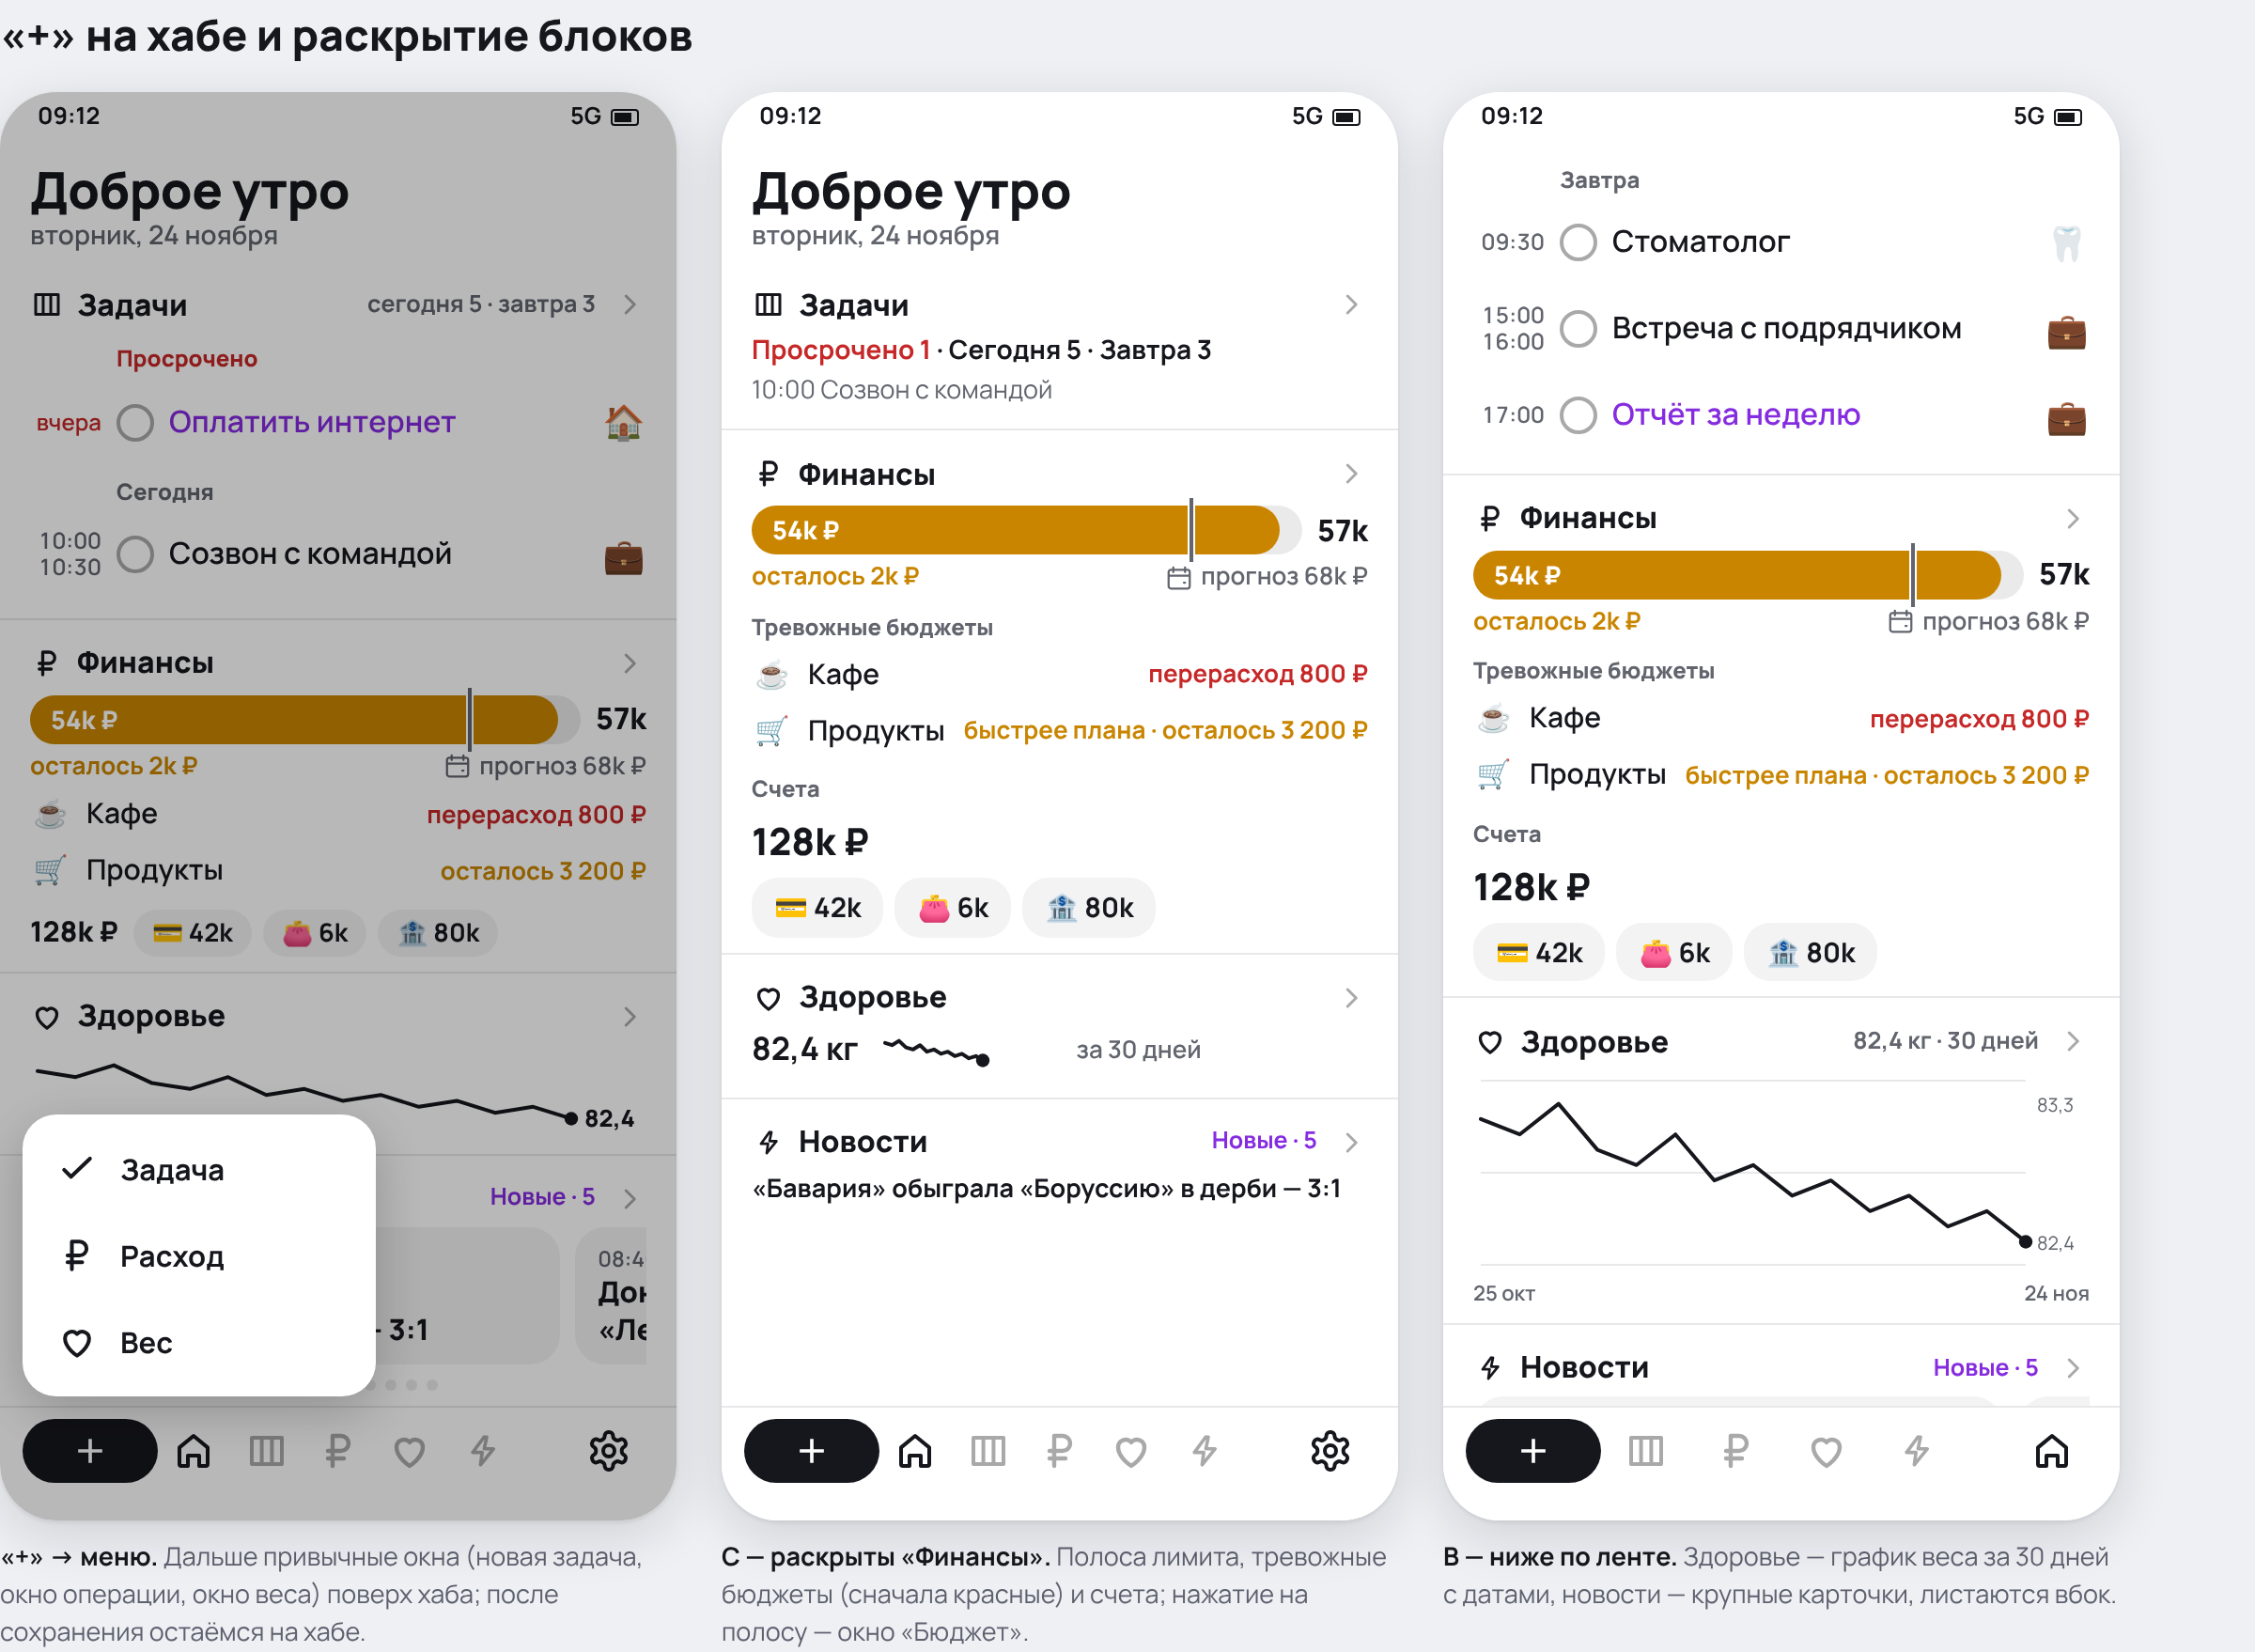 «+» на хабе и раскрытие блоков
09:12 5G
Доброе утро
вторник, 24 ноября
Задачи сегодня 5 · завтра 3
Просрочено
вчера Оплатить интернет
Сегодня
10:00
10:30 Созвон с командой
₽ Финансы
54k ₽ 57k
осталось 2k ₽ прогноз 68k ₽
Кафе перерасход 800 ₽
Продукты осталось 3 200 ₽
128k ₽ 42k 6k 80k
Здоровье
82,4
Новые · 5
08:4
До
«Ле
3:1
Задача
₽ Расход
Вес
+ ₽
«+» → меню. Дальше привычные окна (новая задача,
окно операции, окно веса) поверх хаба; после
сохранения остаёмся на хабе.
09:12 5G
Доброе утро
вторник, 24 ноября
Задачи
Просрочено 1 · Сегодня 5 · Завтра 3
10:00 Созвон с командой
₽ Финансы
54k ₽ 57k
осталось 2k ₽ прогноз 68k ₽
Тревожные бюджеты
Кафе перерасход 800 ₽
Продукты быстрее плана · осталось 3 200 ₽
Счета
128k ₽
42k 6k 80k
Здоровье
82,4 кг за 30 дней
Новости Новые · 5
«Бавария» обыграла «Боруссию» в дерби — 3:1
+ ₽
C — раскрыты «Финансы». Полоса лимита, тревожные
бюджеты (сначала красные) и счета; нажатие на
полосу — окно «Бюджет».
09:12 5G
Завтра
09:30 Стоматолог
15:00
16:00 Встреча с подрядчиком
17:00 Отчёт за неделю
₽ Финансы
54k ₽ 57k
осталось 2k ₽ прогноз 68k ₽
Тревожные бюджеты
Кафе перерасход 800 ₽
Продукты быстрее плана · осталось 3 200 ₽
Счета
128k ₽
42k 6k 80k
Здоровье 82,4 кг · 30 дней
83,3
82,4
25 окт 24 ноя
Новости Новые · 5
+ ₽
B — ниже по ленте. Здоровье — график веса за 30 дней
с датами, новости — крупные карточки, листаются вбок.